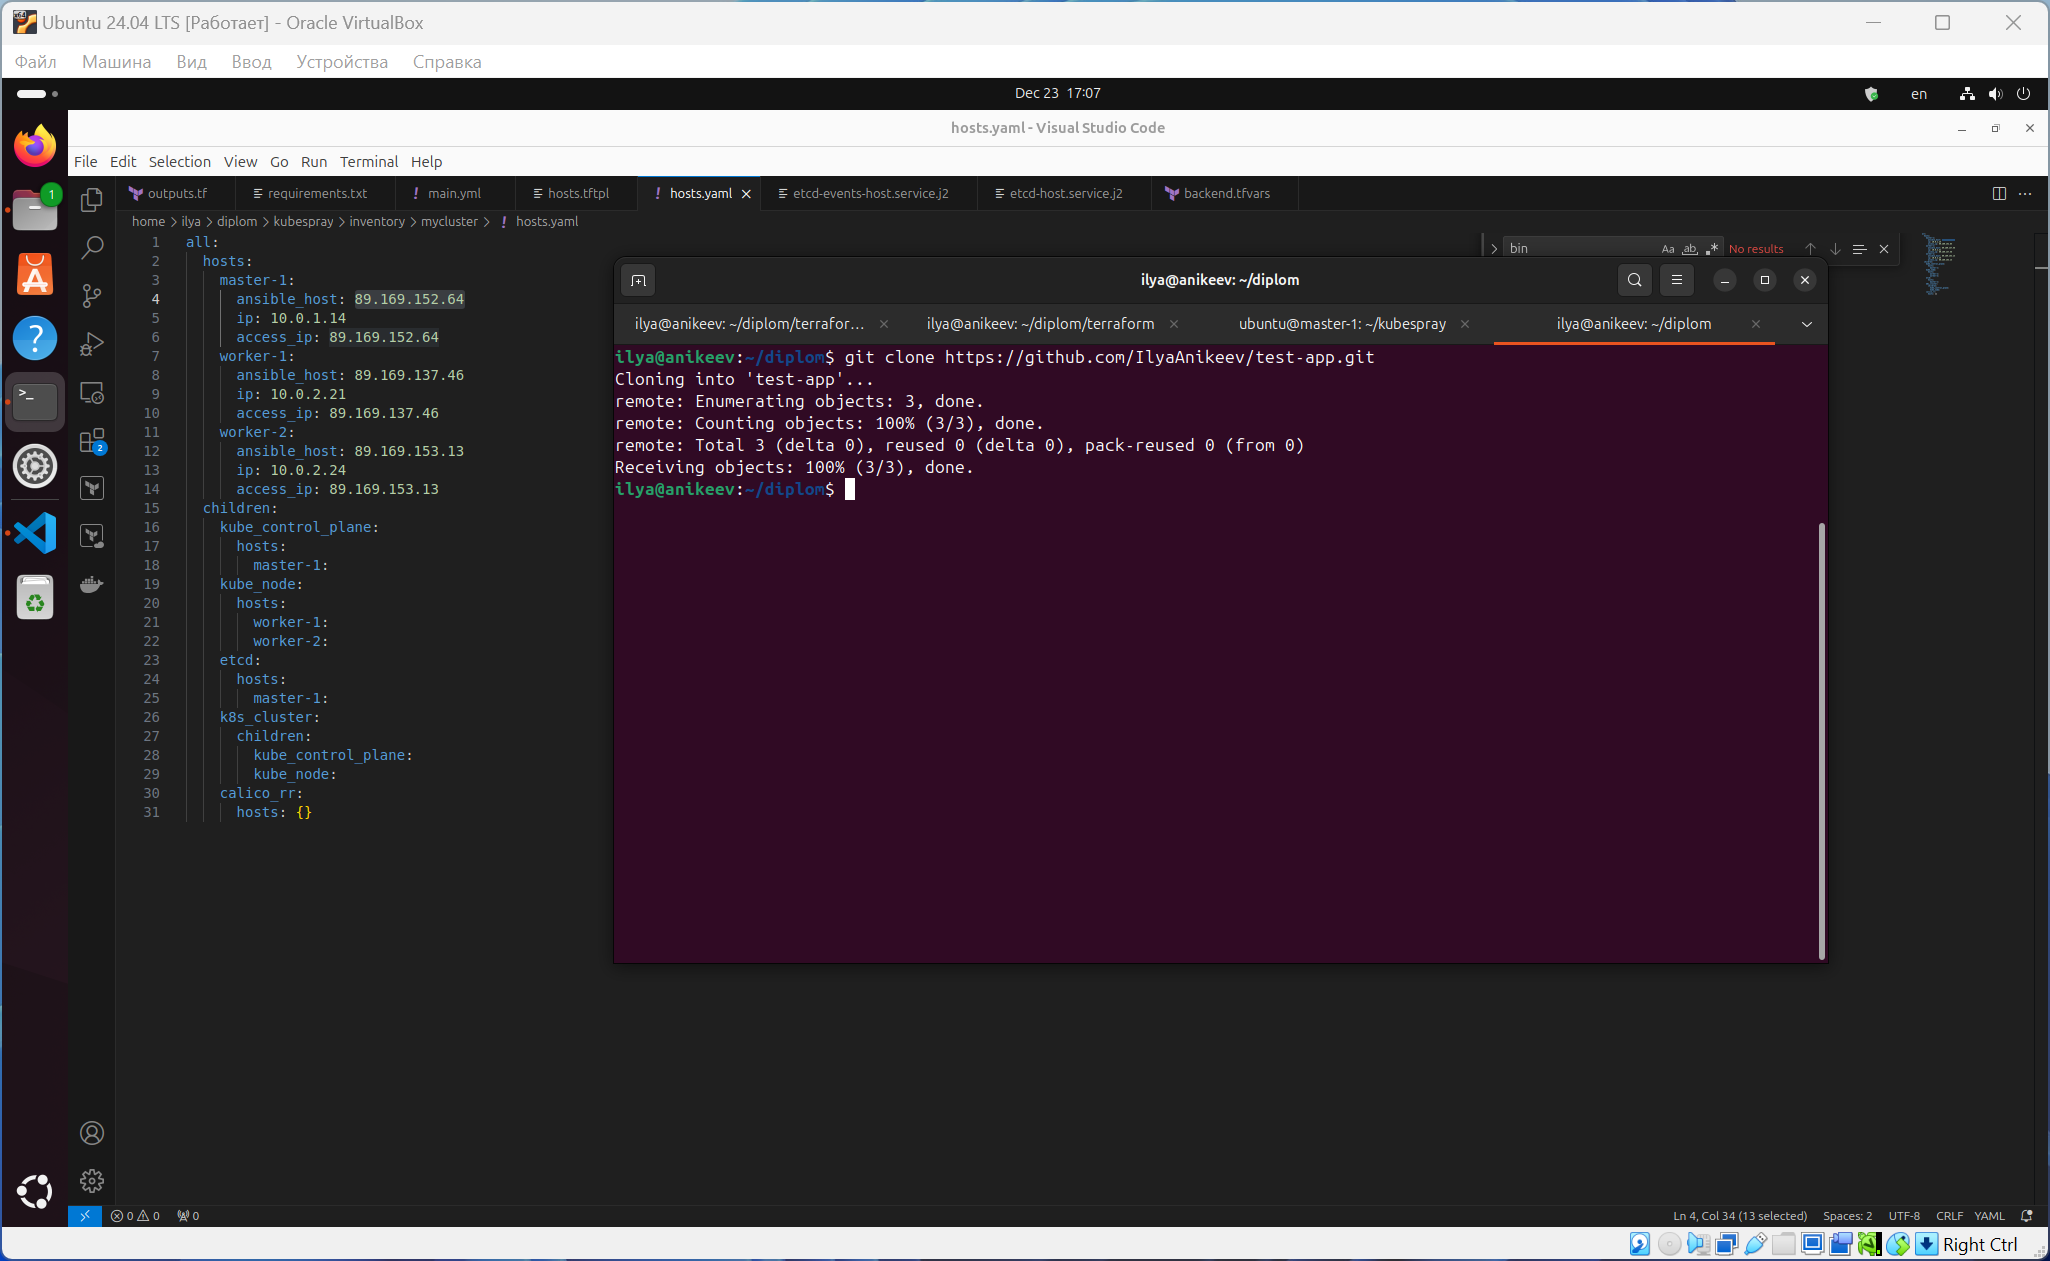 Ubuntu 24.04 LTS [Работает] - Oracle VirtualBox
Файл Машина Вид Ввод Устройства Справка
Dec 23 17:07
en
hosts.yaml - Visual Studio Code
File Edit Selection View Go Run Terminal Help
1
outputs.tf requirements.txt main.yml hosts.tftpl hosts.yaml etcd-events-host.service.j2 etcd-host.service.j2 backend.tfvars
home > ilya > diplom > kubespray > inventory > mycluster > ! hosts.yaml
bin Aa ab No results
1 all:
2 hosts:
3 master-1:
4 ansible_host: 89.169.152.64
5 ip: 10.0.1.14
6 access_ip: 89.169.152.64
7 worker-1:
8 ansible_host: 89.169.137.46
9 ip: 10.0.2.21
10 access_ip: 89.169.137.46
11 worker-2:
12 ansible_host: 89.169.153.13
13 ip: 10.0.2.24
14 access_ip: 89.169.153.13
15 children:
16 kube_control_plane:
17 hosts:
18 master-1:
19 kube_node:
20 hosts:
21 worker-1:
22 worker-2:
23 etcd:
24 hosts:
25 master-1:
26 k8s_cluster:
27 children:
28 kube_control_plane:
29 kube_node:
30 calico_rr:
31 hosts: {}
2
ilya@anikeev: ~/diplom
ilya@anikeev: ~/diplom/terrafor... ilya@anikeev: ~/diplom/terraform ubuntu@master-1: ~/kubespray ilya@anikeev: ~/diplom
ilya@anikeev:~/diplom$ git clone https://github.com/IlyaAnikeev/test-app.git
Cloning into 'test-app'...
remote: Enumerating objects: 3, done.
remote: Counting objects: 100% (3/3), done.
remote: Total 3 (delta 0), reused 0 (delta 0), pack-reused 0 (from 0)
Receiving objects: 100% (3/3), done.
ilya@anikeev:~/diplom$
0 0 0
Ln 4, Col 34 (13 selected) Spaces: 2 UTF-8 CRLF YAML
Right Ctrl